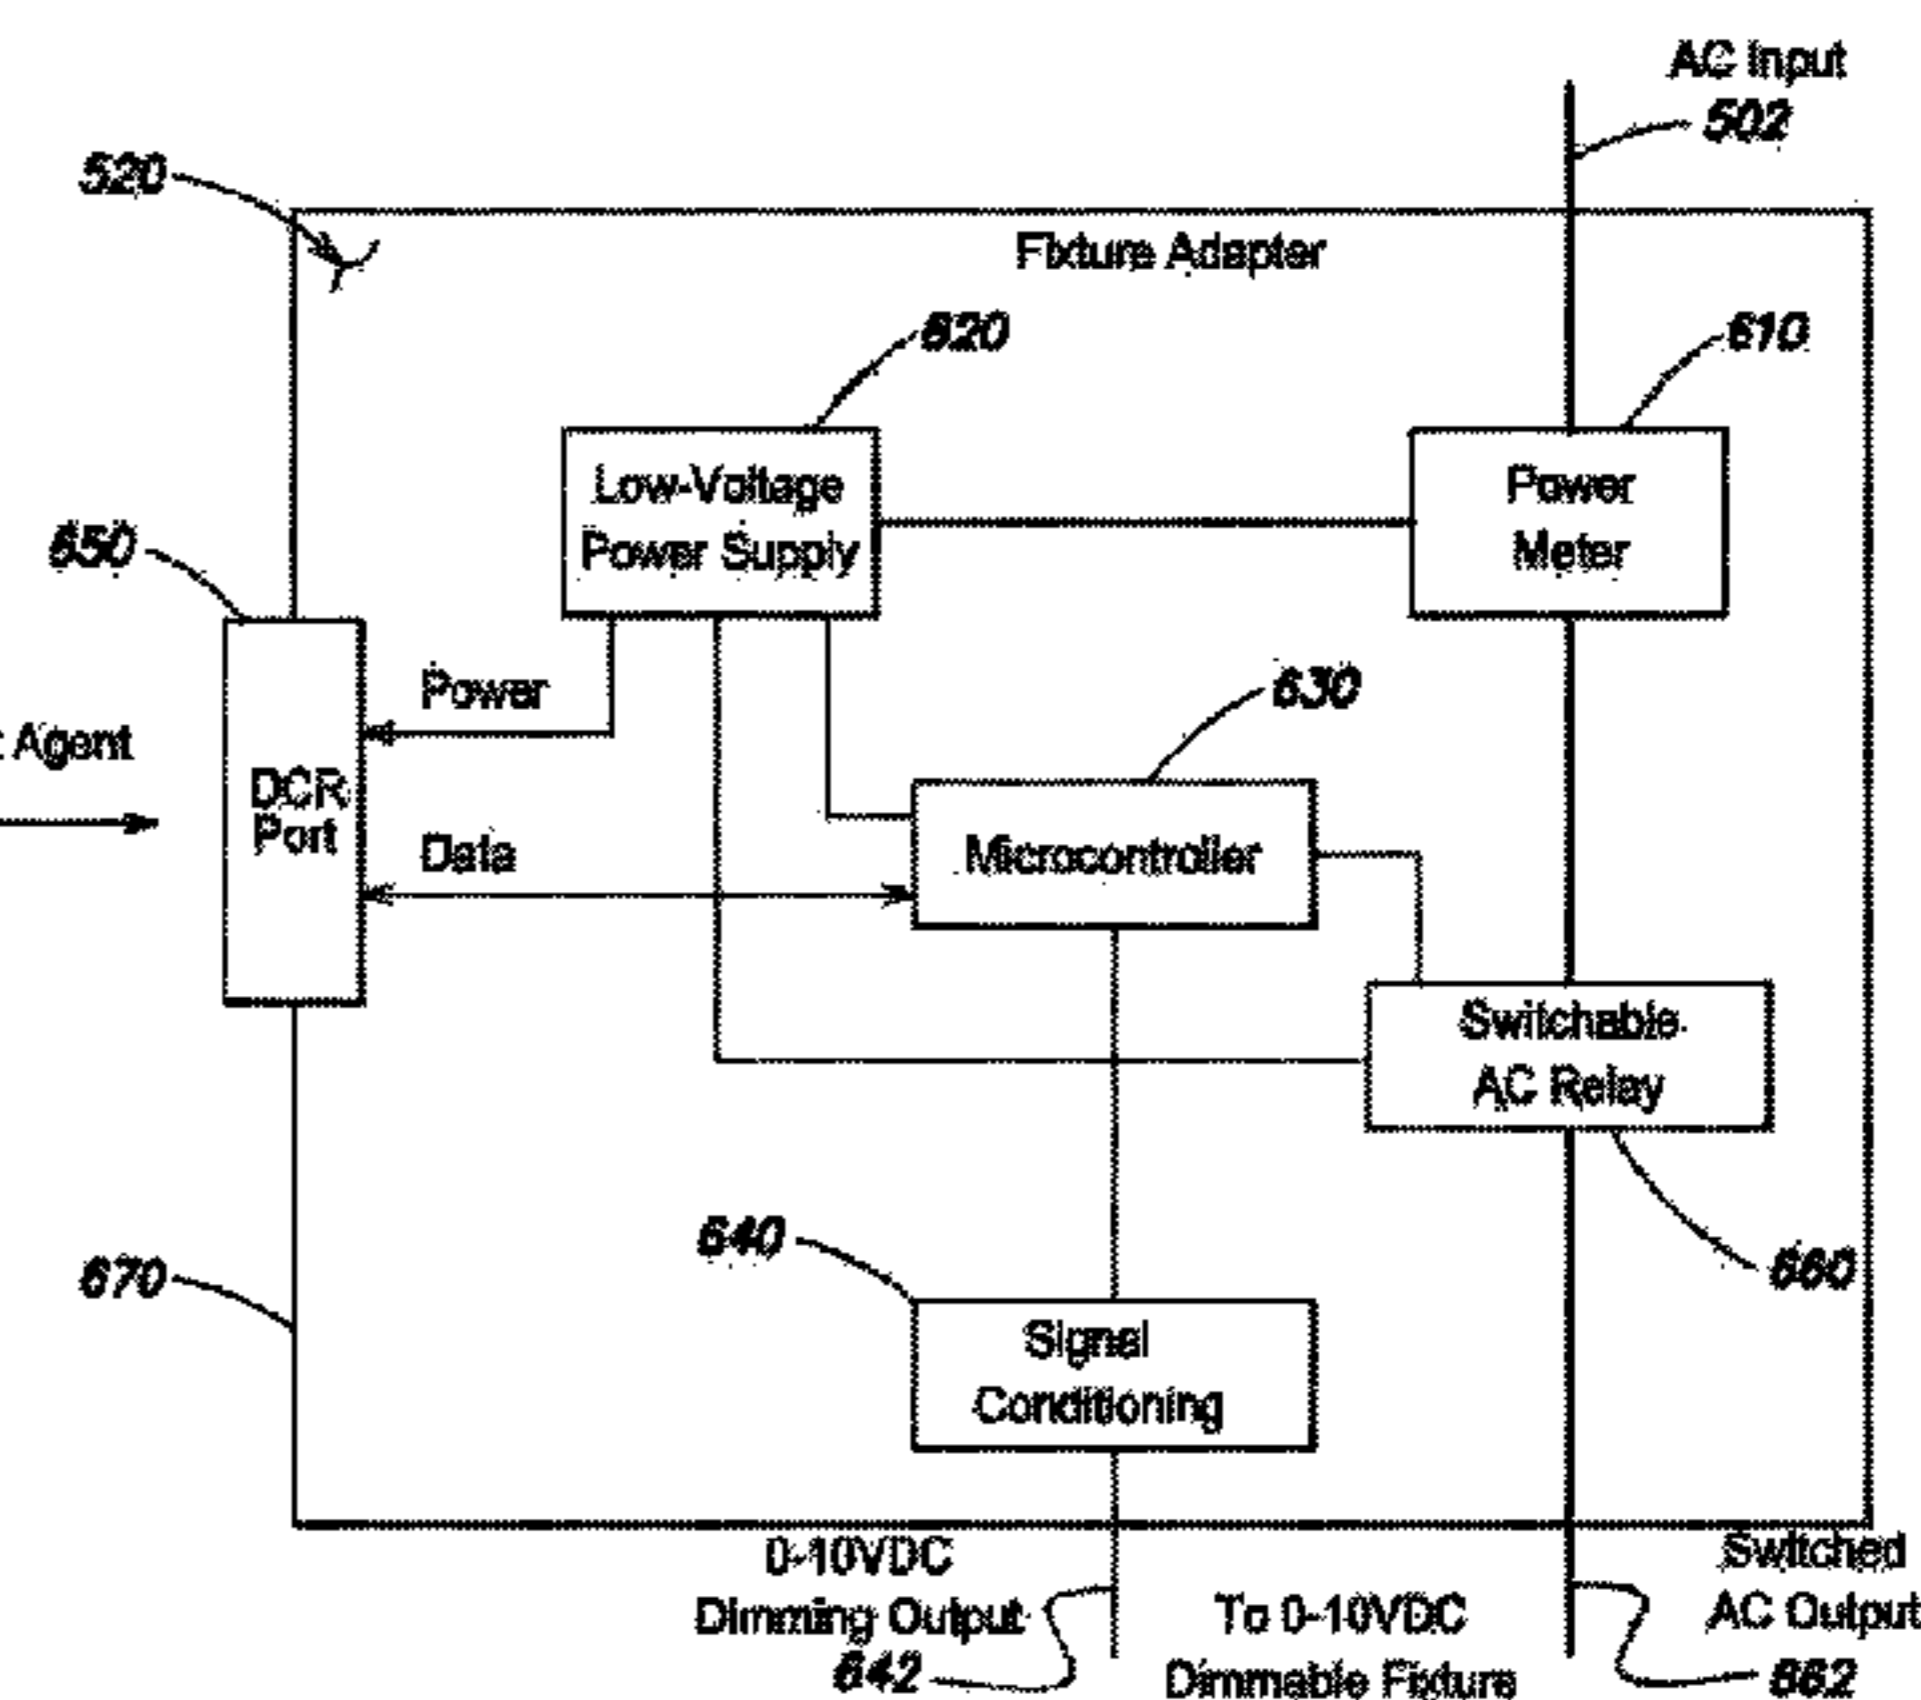 AC Input
502
520
Fixture Adapter
620
610
Low-Voltage
Power Supply
Power
Meter
650
Power
630
Agent
DCR
Port
Data
Microcontroller
Switchable
AC Relay
640
660
670
Signal
Conditioning
0-10VDC
Dimming Output
642
To 0-10VDC
Dimmable Fixture
Switched
AC Output
662